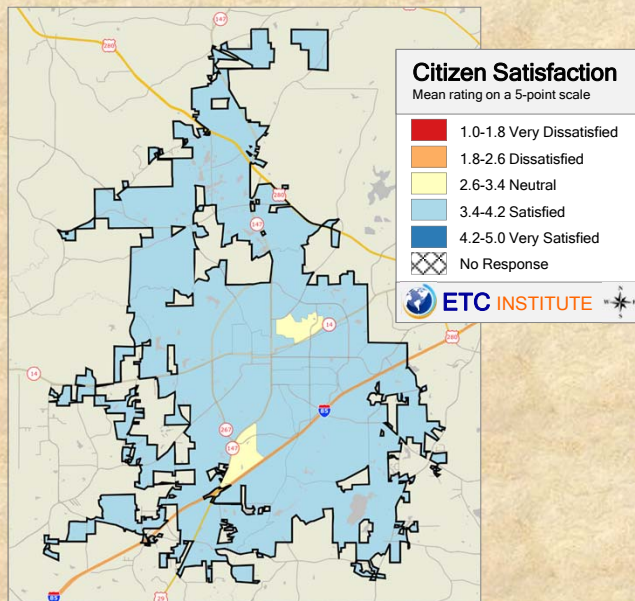 147
280
Citizen Satisfaction
Mean rating on a 5-point scale
1.0-1.8 Very Dissatisfied
1.8-2.6 Dissatisfied
2.6-3.4 Neutral
3.4-4.2 Satisfied
4.2-5.0 Very Satisfied
No Response
ETC INSTITUTE
N
W
S
280
147
14
280
14
85
267
147
85
29